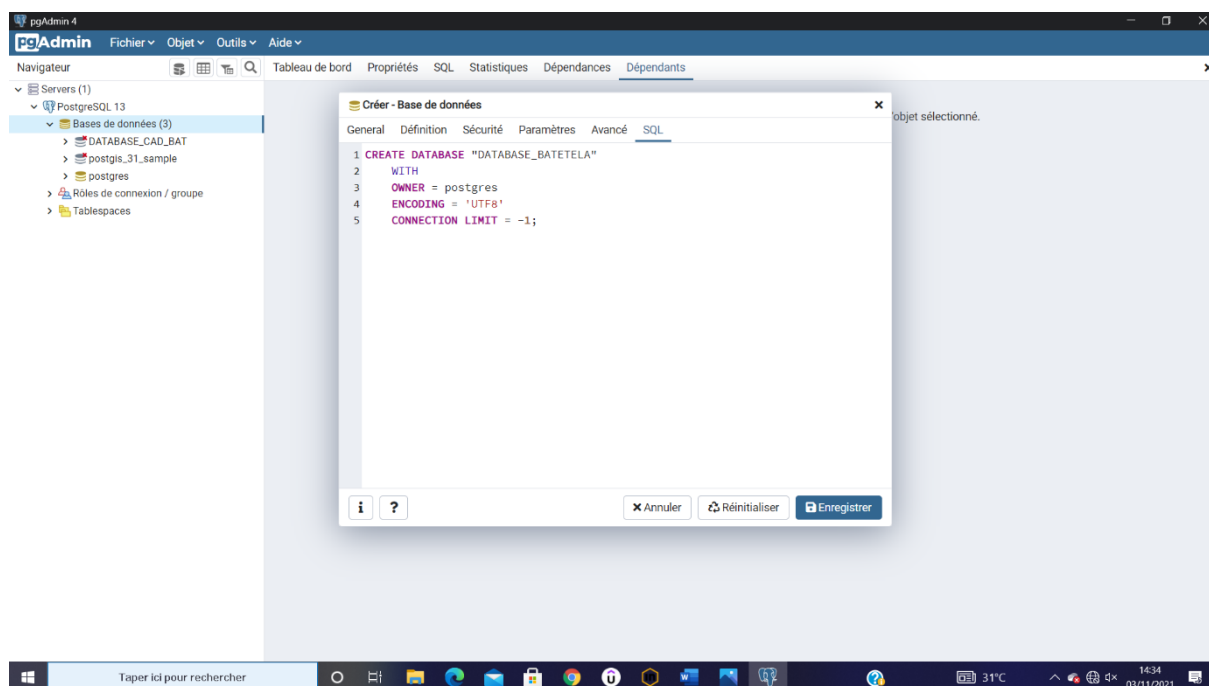 pgAdmin 4
pgAdmin Fichier Objet Outils Aide
Navigateur
Tableau de bord Propriétés SQL Statistiques Dépendances Dépendants
Servers (1)
PostgreSQL 13
Bases de données (3)
DATABASE_CAD_BAT
postgis_31_sample
postgres
Rôles de connexion / groupe
Tablespaces
'objet sélectionné.
Créer - Base de données
General Définition Sécurité Paramètres Avancé SQL
1 CREATE DATABASE "DATABASE_BATETELA"
2 WITH
3 OWNER = postgres
4 ENCODING = 'UTF8'
5 CONNECTION LIMIT = -1;
i ? Annuler Réinitialiser Enregistrer
Taper ici pour rechercher
31°C
14:34
03/11/2021